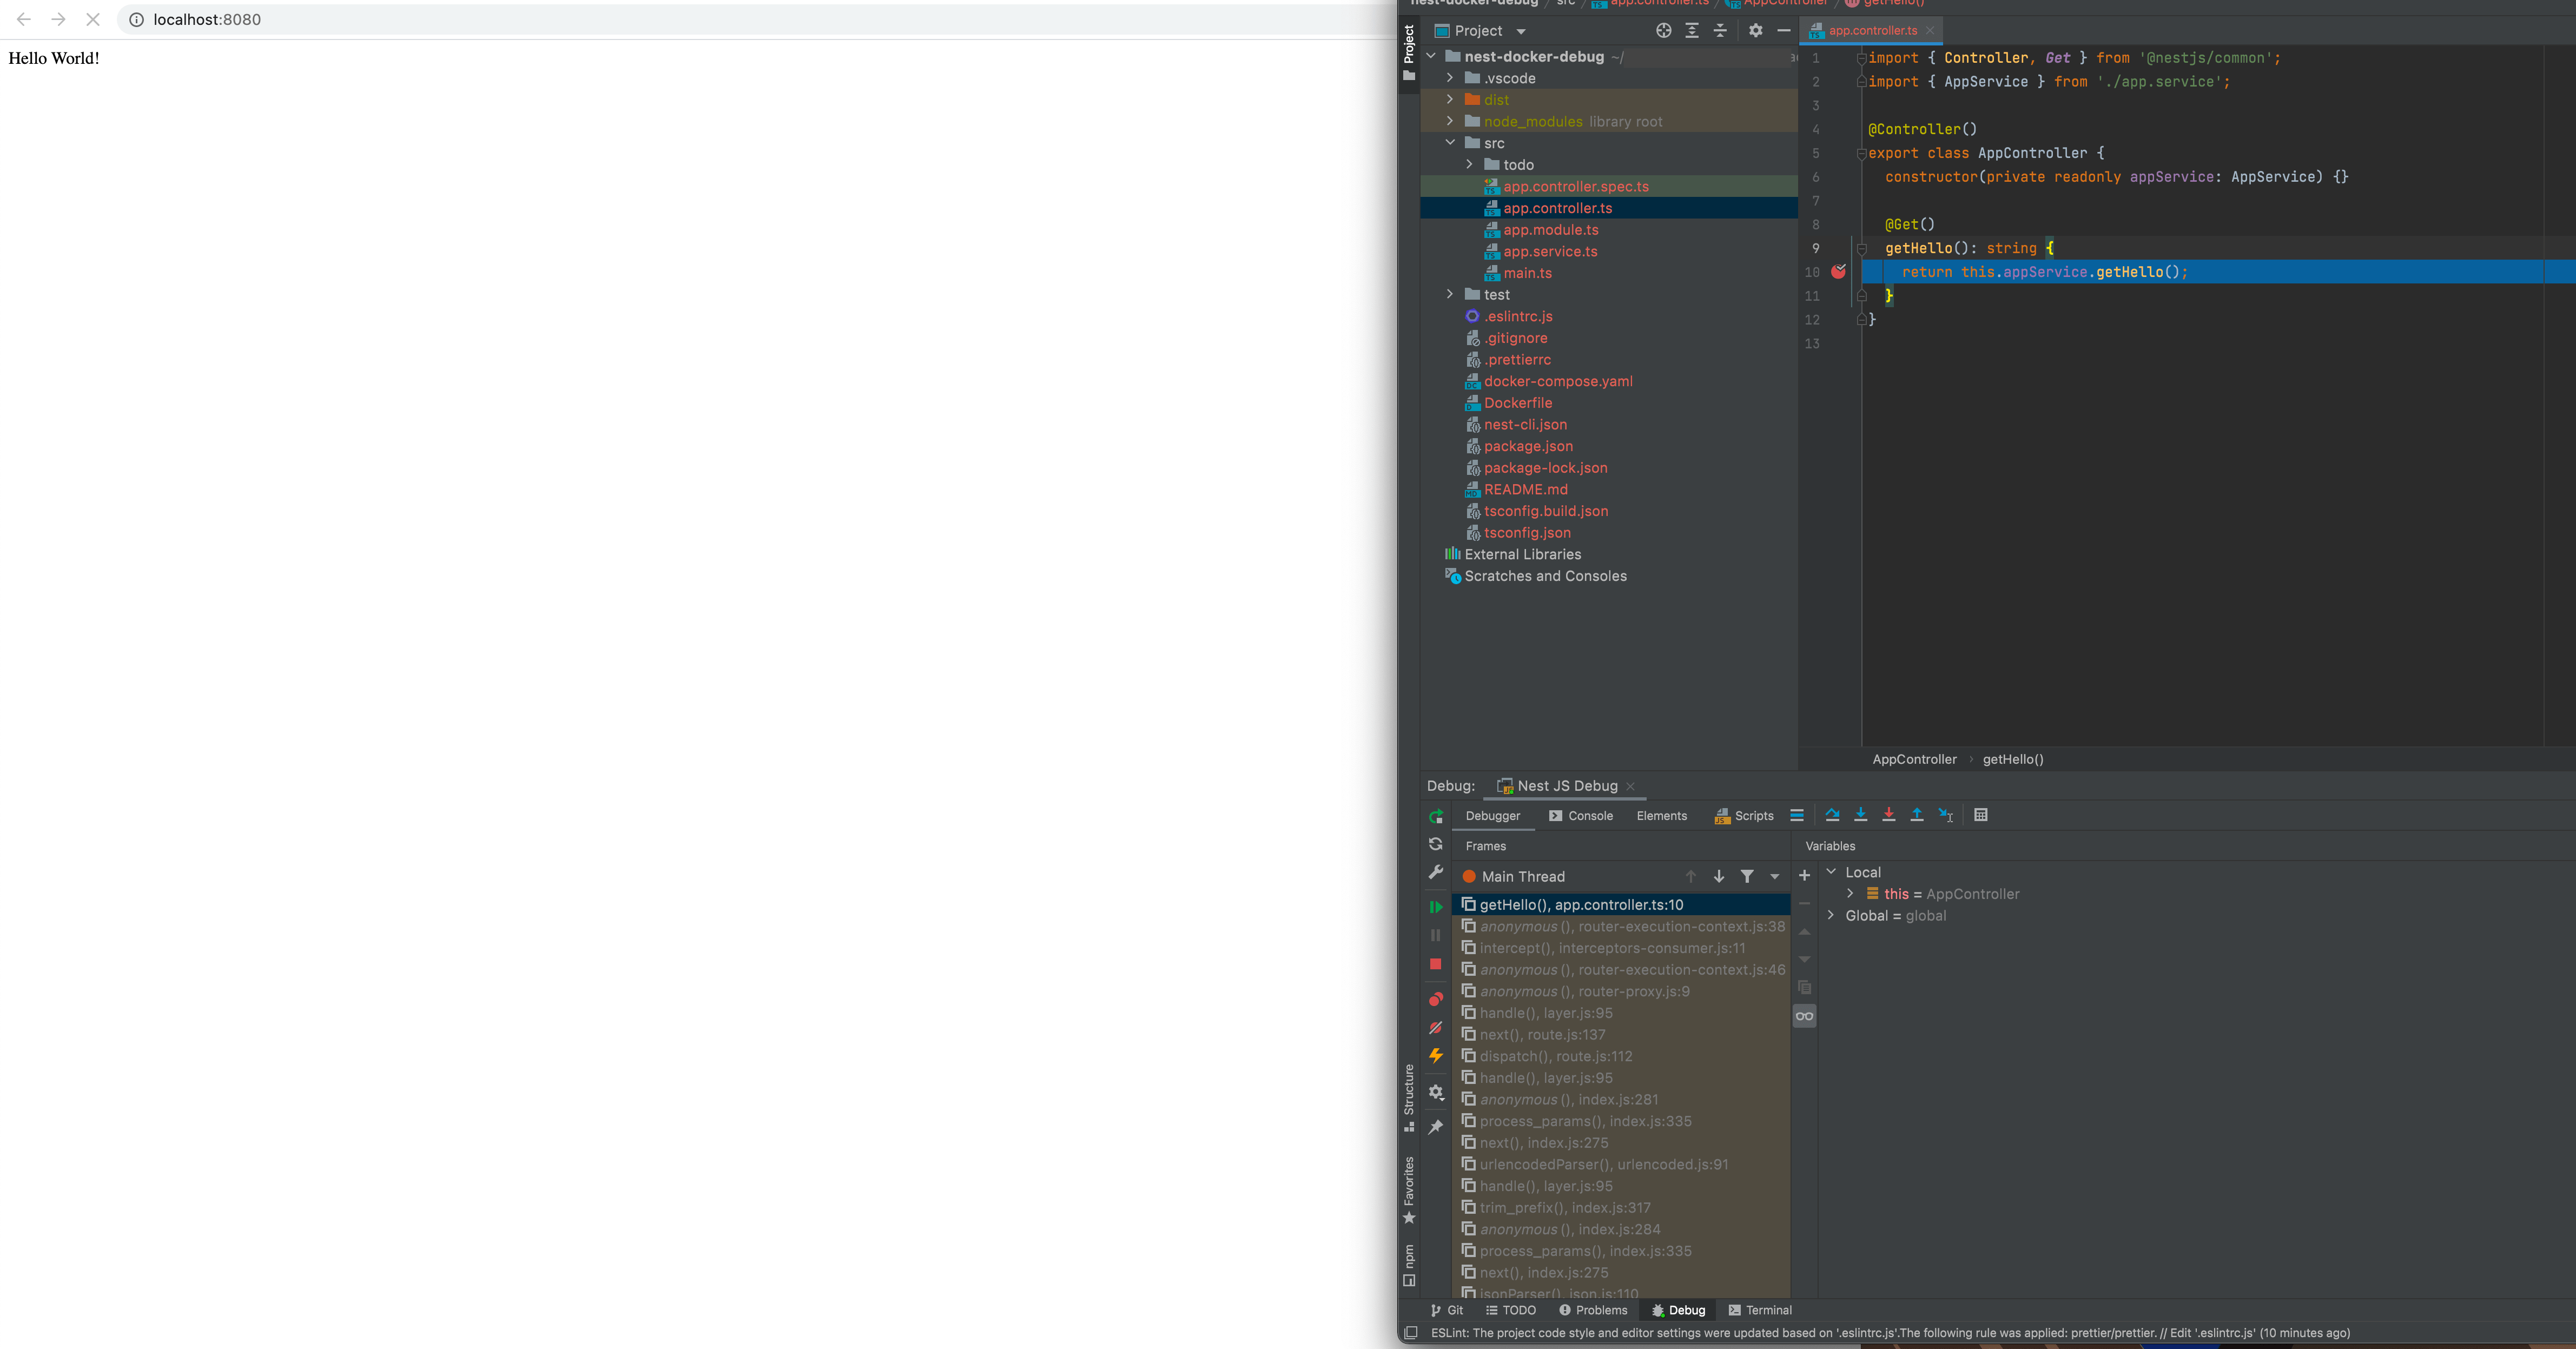 localhost:8080
Hello World!
nest-docker-debug / src / app.controller.ts / AppController / getHello()
Project
Project
nest-docker-debug ~/
.vscode
dist
node_modules library root
src
todo
app.controller.spec.ts
app.controller.ts
app.module.ts
app.service.ts
main.ts
test
.eslintrc.js
.gitignore
.prettierrc
docker-compose.yaml
Dockerfile
nest-cli.json
package.json
package-lock.json
README.md
tsconfig.build.json
tsconfig.json
External Libraries
Scratches and Consoles
app.controller.ts
1 import { Controller, Get } from '@nestjs/common';
2 import { AppService } from './app.service';
3
4 @Controller()
5 export class AppController {
6 constructor(private readonly appService: AppService) {}
7
8 @Get()
9 getHello(): string {
10 return this.appService.getHello();
11 }
12 }
13
AppController › getHello()
Debug: Nest JS Debug
Debugger Console Elements Scripts
Frames
Main Thread
getHello(), app.controller.ts:10
anonymous (), router-execution-context.js:38
intercept(), interceptors-consumer.js:11
anonymous (), router-execution-context.js:46
anonymous (), router-proxy.js:9
handle(), layer.js:95
next(), route.js:137
dispatch(), route.js:112
handle(), layer.js:95
anonymous (), index.js:281
process_params(), index.js:335
next(), index.js:275
urlencodedParser(), urlencoded.js:91
handle(), layer.js:95
trim_prefix(), index.js:317
anonymous (), index.js:284
process_params(), index.js:335
next(), index.js:275
jsonParser(), json.js:110
Variables
Local
this = AppController
Global = global
Structure
Favorites
npm
Git TODO Problems Debug Terminal
ESLint: The project code style and editor settings were updated based on '.eslintrc.js'.The following rule was applied: prettier/prettier. // Edit '.eslintrc.js' (10 minutes ago)